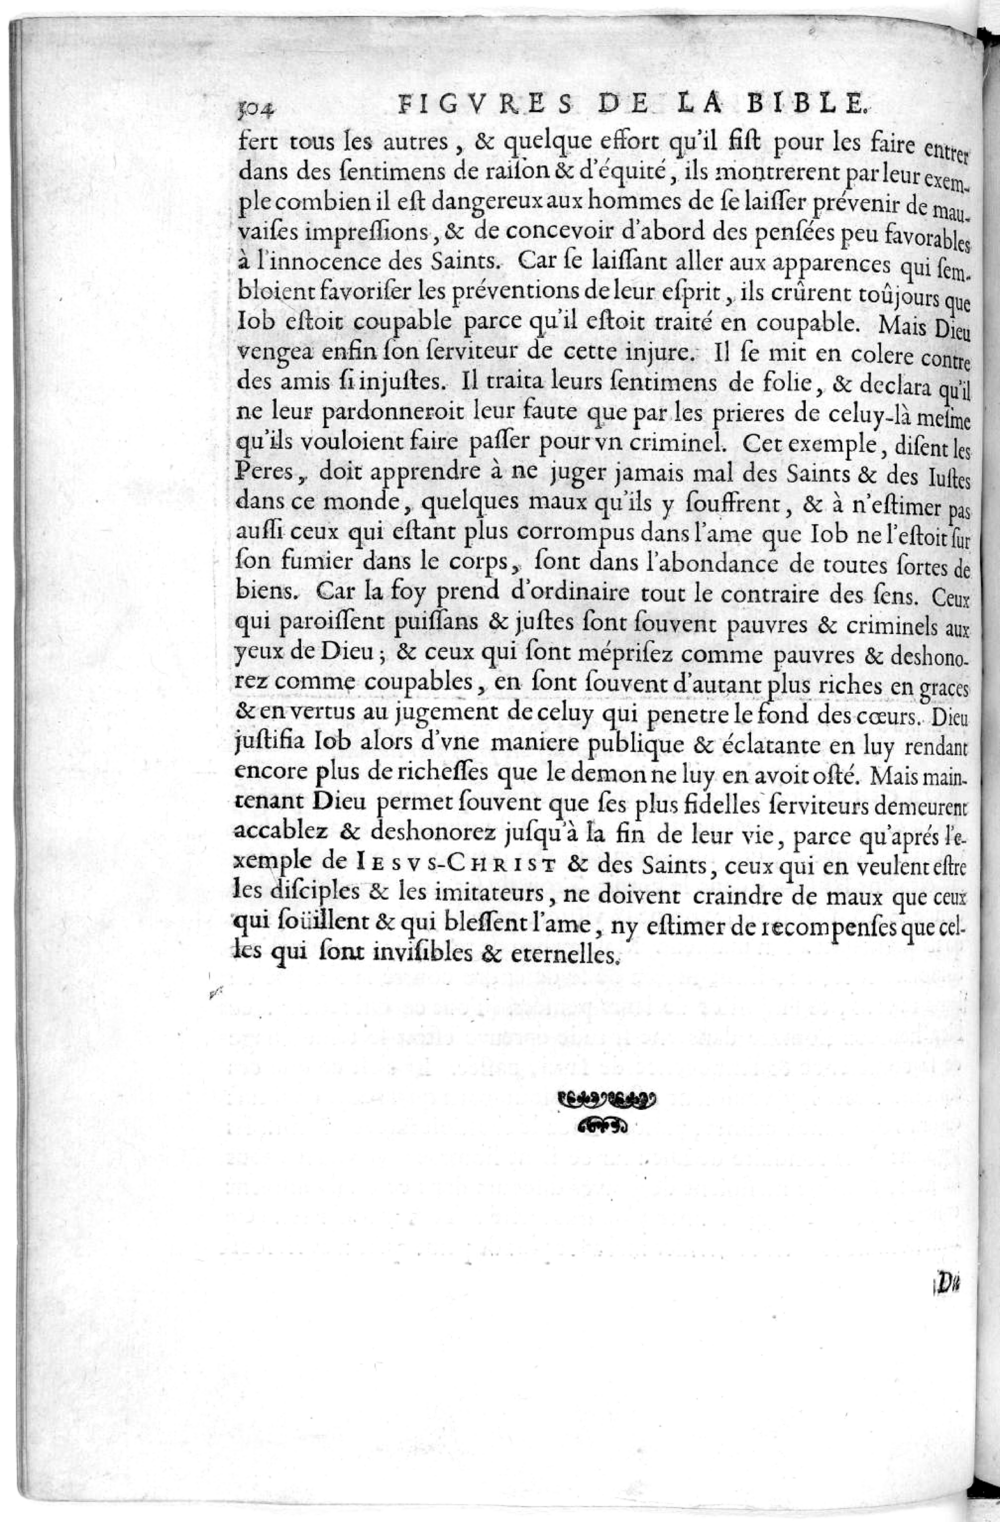 304 FIGVRES DE LA BIBLE.
fert tous les autres, & quelque effort qu'il fiſt pour les faire entrer
dans des ſentimens de raiſon & d'équité, ils montrerent par leur exem-
ple combien il eſt dangereux aux hommes de ſe laiſſer prévenir de mau-
vaiſes impreſſions, & de concevoir d'abord des penſées peu favorables
à l'innocence des Saints. Car ſe laiſſant aller aux apparences qui ſem-
bloient favoriſer les préventions de leur eſprit, ils crûrent toûjours que
Iob eſtoit coupable parce qu'il eſtoit traité en coupable. Mais Dieu
vengea enfin ſon ſerviteur de cette injure. Il ſe mit en colere contre
des amis ſi injuſtes. Il traita leurs ſentimens de folie, & declara qu'il
ne leur pardonneroit leur faute que par les prieres de celuy-là meſme
qu'ils vouloient faire paſſer pour vn criminel. Cet exemple, diſent les
Peres, doit apprendre à ne juger jamais mal des Saints & des Iuſtes
dans ce monde, quelques maux qu'ils y ſouffrent, & à n'eſtimer pas
auſſi ceux qui eſtant plus corrompus dans l'ame que Iob ne l'eſtoit ſur
ſon fumier dans le corps, ſont dans l'abondance de toutes ſortes de
biens. Car la foy prend d'ordinaire tout le contraire des ſens. Ceux
qui paroiſſent puiſſans & juſtes ſont ſouvent pauvres & criminels aux
yeux de Dieu; & ceux qui ſont mépriſez comme pauvres & deshono-
rez comme coupables, en ſont ſouvent d'autant plus riches en graces
& en vertus au jugement de celuy qui penetre le fond des cœurs. Dieu
juſtifia Iob alors d'vne maniere publique & éclatante en luy rendant
encore plus de richeſſes que le demon ne luy en avoit oſté. Mais main-
tenant Dieu permet ſouvent que ſes plus fidelles ſerviteurs demeurent
accablez & deshonorez juſqu'à la fin de leur vie, parce qu'aprés l'e-
xemple de IESVS-CHRIST & des Saints, ceux qui en veulent eſtre
les diſciples & les imitateurs, ne doivent craindre de maux que ceux
qui ſoüillent & qui bleſſent l'ame, ny eſtimer de recompenſes que cel-
les qui ſont inviſibles & eternelles.